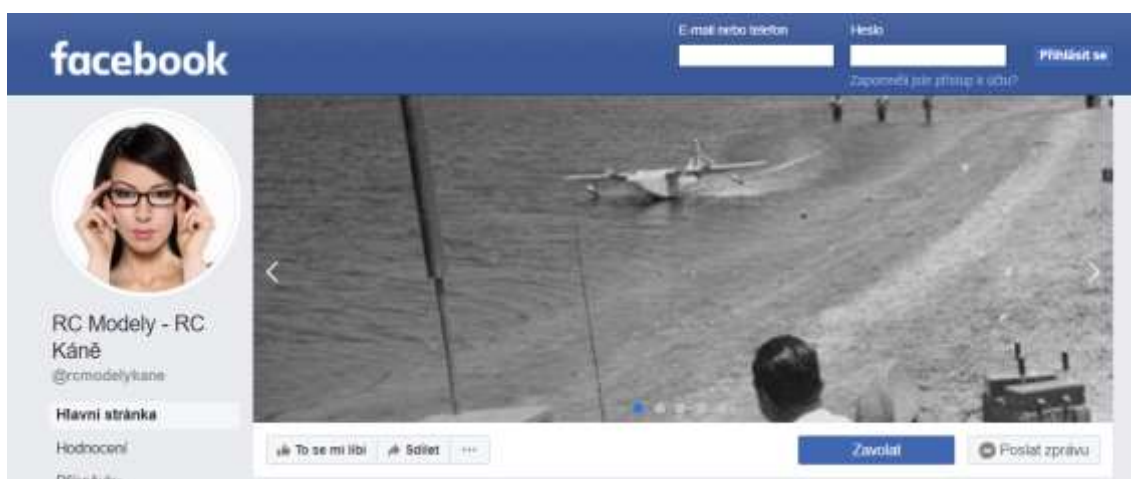 facebook
E-mail nebo telefon
Heslo
Přihlásit se
Zapomněli jste přístup k účtu?
RC Modely - RC
Káně
@rcmodelykane
Hlavní stránka
Hodnocení
To se mi líbí
Sdílet
Zavolat
Poslat zprávu